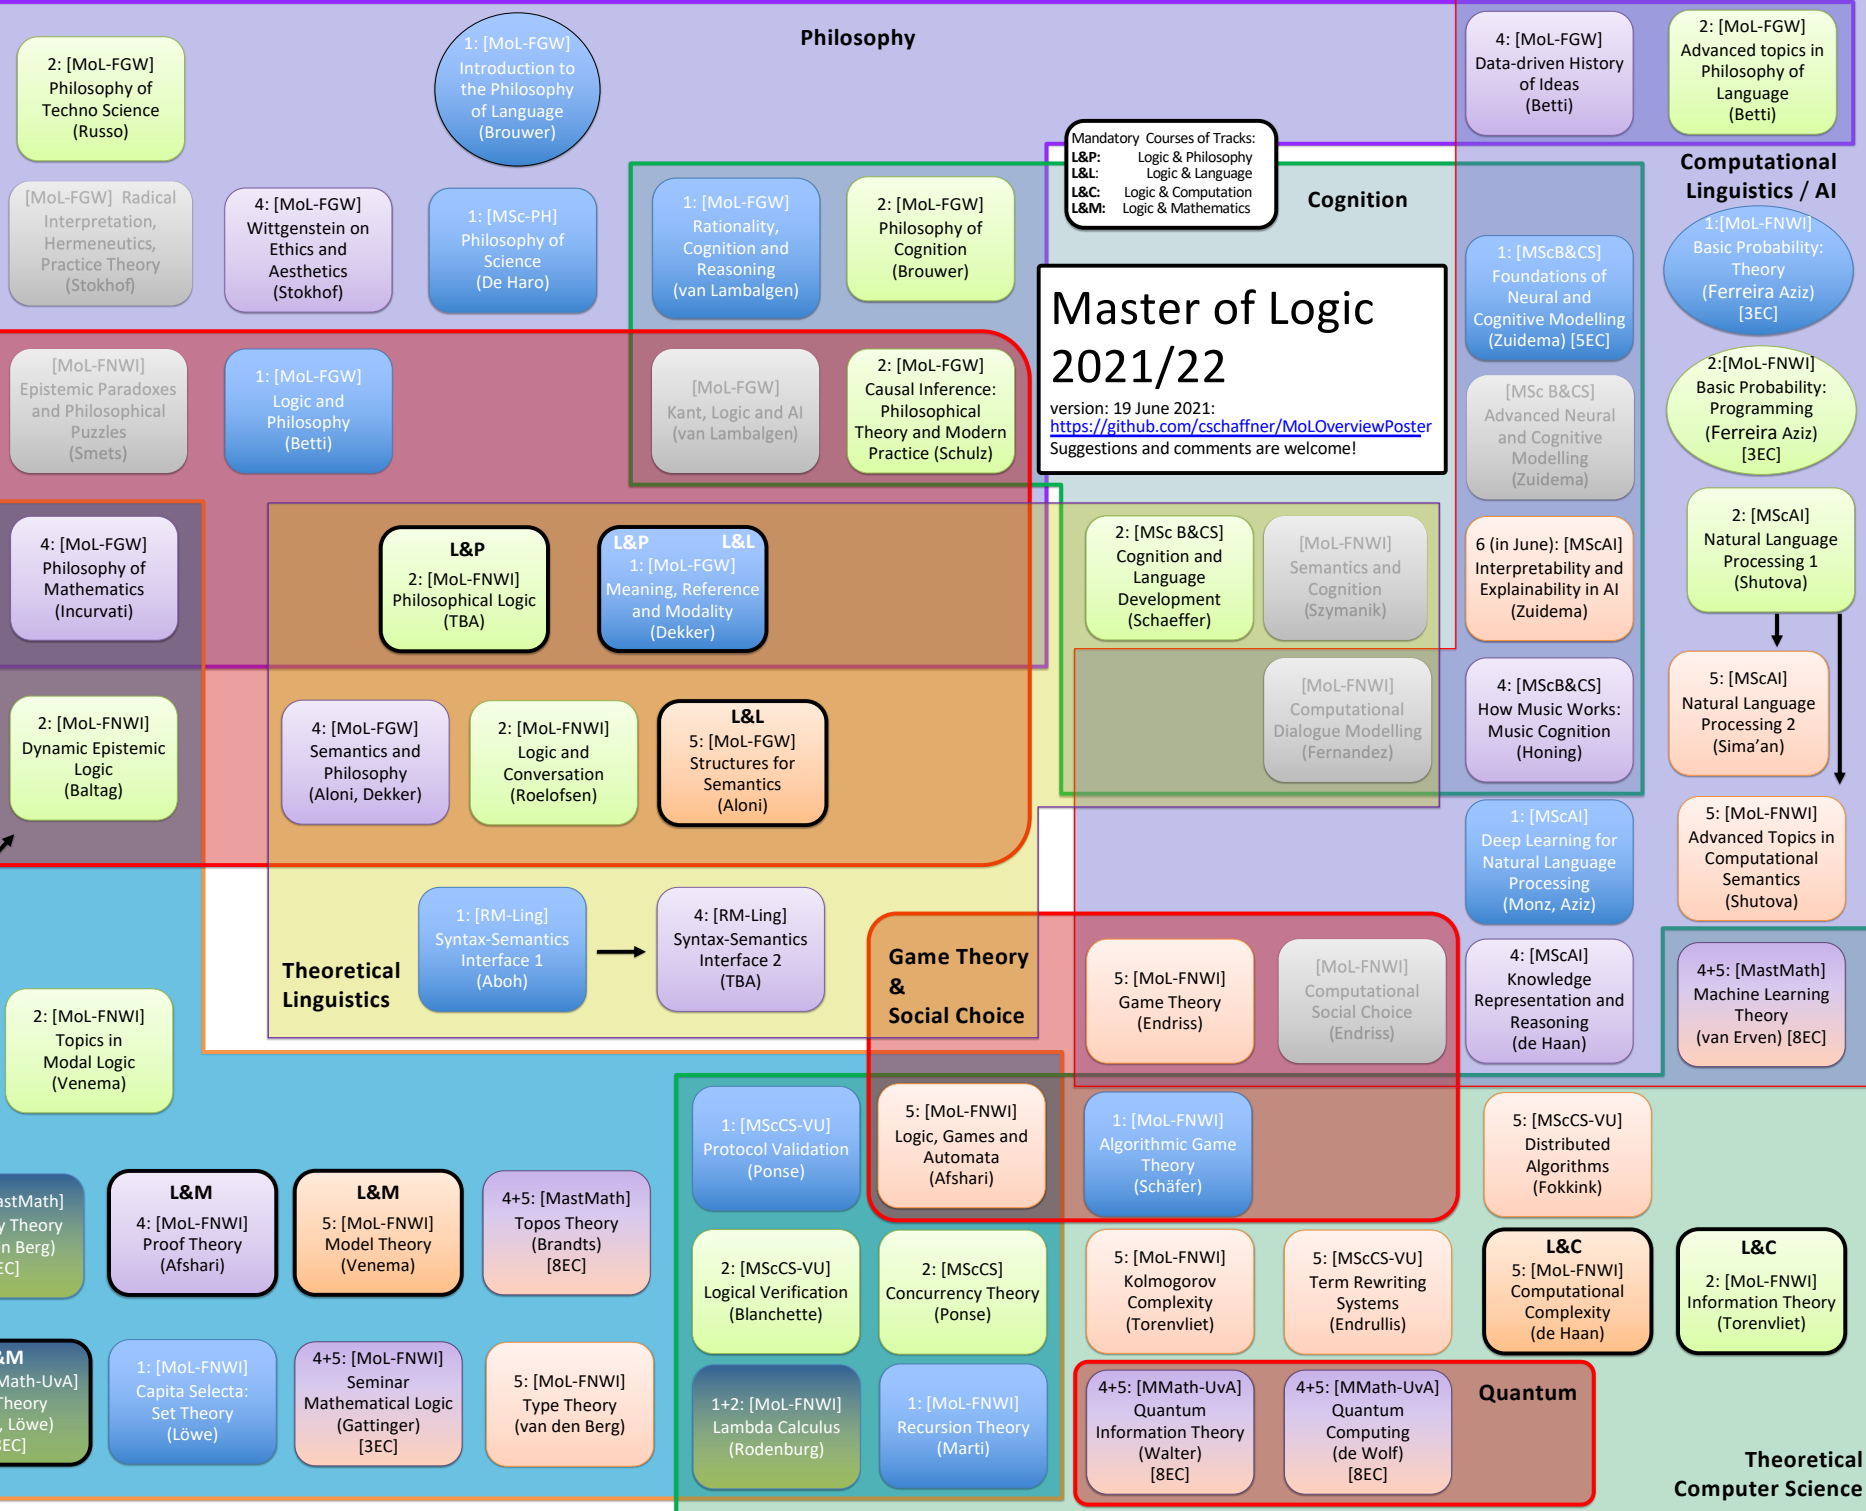 Philosophy
2: [MoL-FGW]
Philosophy of
Techno Science
(Russo)
1: [MoL-FGW]
Introduction to
the Philosophy
of Language
(Brouwer)
4: [MoL-FGW]
Data-driven History
of Ideas
(Betti)
2: [MoL-FGW]
Advanced topics in
Philosophy of
Language
(Betti)
Mandatory Courses of Tracks:
L&P: Logic & Philosophy
L&L: Logic & Language
L&C: Logic & Computation
L&M: Logic & Mathematics
Cognition
Computational
Linguistics / AI
[MoL-FGW] Radical
Interpretation,
Hermeneutics,
Practice Theory
(Stokhof)
4: [MoL-FGW]
Wittgenstein on
Ethics and
Aesthetics
(Stokhof)
1: [MSc-PH]
Philosophy of
Science
(De Haro)
1: [MoL-FGW]
Rationality,
Cognition and
Reasoning
(van Lambalgen)
2: [MoL-FGW]
Philosophy of
Cognition
(Brouwer)
1: [MScB&CS]
Foundations of
Neural and
Cognitive Modelling
(Zuidema) [5EC]
1:[MoL-FNWI]
Basic Probability:
Theory
(Ferreira Aziz)
[3EC]
Master of Logic
2021/22
version: 19 June 2021:
https://github.com/cschaffner/MoLOverviewPoster
Suggestions and comments are welcome!
[MoL-FNWI]
Epistemic Paradoxes
and Philosophical
Puzzles
(Smets)
1: [MoL-FGW]
Logic and
Philosophy
(Betti)
[MoL-FGW]
Kant, Logic and AI
(van Lambalgen)
2: [MoL-FGW]
Causal Inference:
Philosophical
Theory and Modern
Practice (Schulz)
[MSc B&CS]
Advanced Neural
and Cognitive
Modelling
(Zuidema)
2:[MoL-FNWI]
Basic Probability:
Programming
(Ferreira Aziz)
[3EC]
4: [MoL-FGW]
Philosophy of
Mathematics
(Incurvati)
L&P
2: [MoL-FNWI]
Philosophical Logic
(TBA)
L&P L&L
1: [MoL-FGW]
Meaning, Reference
and Modality
(Dekker)
2: [MSc B&CS]
Cognition and
Language
Development
(Schaeffer)
[MoL-FNWI]
Semantics and
Cognition
(Szymanik)
6 (in June): [MScAI]
Interpretability and
Explainability in AI
(Zuidema)
2: [MScAI]
Natural Language
Processing 1
(Shutova)
2: [MoL-FNWI]
Dynamic Epistemic
Logic
(Baltag)
4: [MoL-FGW]
Semantics and
Philosophy
(Aloni, Dekker)
2: [MoL-FNWI]
Logic and
Conversation
(Roelofsen)
L&L
5: [MoL-FGW]
Structures for
Semantics
(Aloni)
[MoL-FNWI]
Computational
Dialogue Modelling
(Fernandez)
4: [MScB&CS]
How Music Works:
Music Cognition
(Honing)
5: [MScAI]
Natural Language
Processing 2
(Sima'an)
1: [MScAI]
Deep Learning for
Natural Language
Processing
(Monz, Aziz)
5: [MoL-FNWI]
Advanced Topics in
Computational
Semantics
(Shutova)
Theoretical
Linguistics
1: [RM-Ling]
Syntax-Semantics
Interface 1
(Aboh)
4: [RM-Ling]
Syntax-Semantics
Interface 2
(TBA)
Game Theory
&
Social Choice
5: [MoL-FNWI]
Game Theory
(Endriss)
[MoL-FNWI]
Computational
Social Choice
(Endriss)
4: [MScAI]
Knowledge
Representation and
Reasoning
(de Haan)
4+5: [MastMath]
Machine Learning
Theory
(van Erven) [8EC]
2: [MoL-FNWI]
Topics in
Modal Logic
(Venema)
1: [MScCS-VU]
Protocol Validation
(Ponse)
5: [MoL-FNWI]
Logic, Games and
Automata
(Afshari)
1: [MoL-FNWI]
Algorithmic Game
Theory
(Schäfer)
5: [MScCS-VU]
Distributed
Algorithms
(Fokkink)
astMath]
y Theory
n Berg)
EC]
L&M
4: [MoL-FNWI]
Proof Theory
(Afshari)
L&M
5: [MoL-FNWI]
Model Theory
(Venema)
4+5: [MastMath]
Topos Theory
(Brandts)
[8EC]
2: [MScCS-VU]
Logical Verification
(Blanchette)
2: [MScCS]
Concurrency Theory
(Ponse)
5: [MoL-FNWI]
Kolmogorov
Complexity
(Torenvliet)
5: [MScCS-VU]
Term Rewriting
Systems
(Endrullis)
L&C
5: [MoL-FNWI]
Computational
Complexity
(de Haan)
L&C
2: [MoL-FNWI]
Information Theory
(Torenvliet)
&M
Math-UvA]
Theory
, Löwe)
EC]
1: [MoL-FNWI]
Capita Selecta:
Set Theory
(Löwe)
4+5: [MoL-FNWI]
Seminar
Mathematical Logic
(Gattinger)
[3EC]
5: [MoL-FNWI]
Type Theory
(van den Berg)
1+2: [MoL-FNWI]
Lambda Calculus
(Rodenburg)
1: [MoL-FNWI]
Recursion Theory
(Marti)
4+5: [MMath-UvA]
Quantum
Information Theory
(Walter)
[8EC]
4+5: [MMath-UvA]
Quantum
Computing
(de Wolf)
[8EC]
Quantum
Theoretical
Computer Science